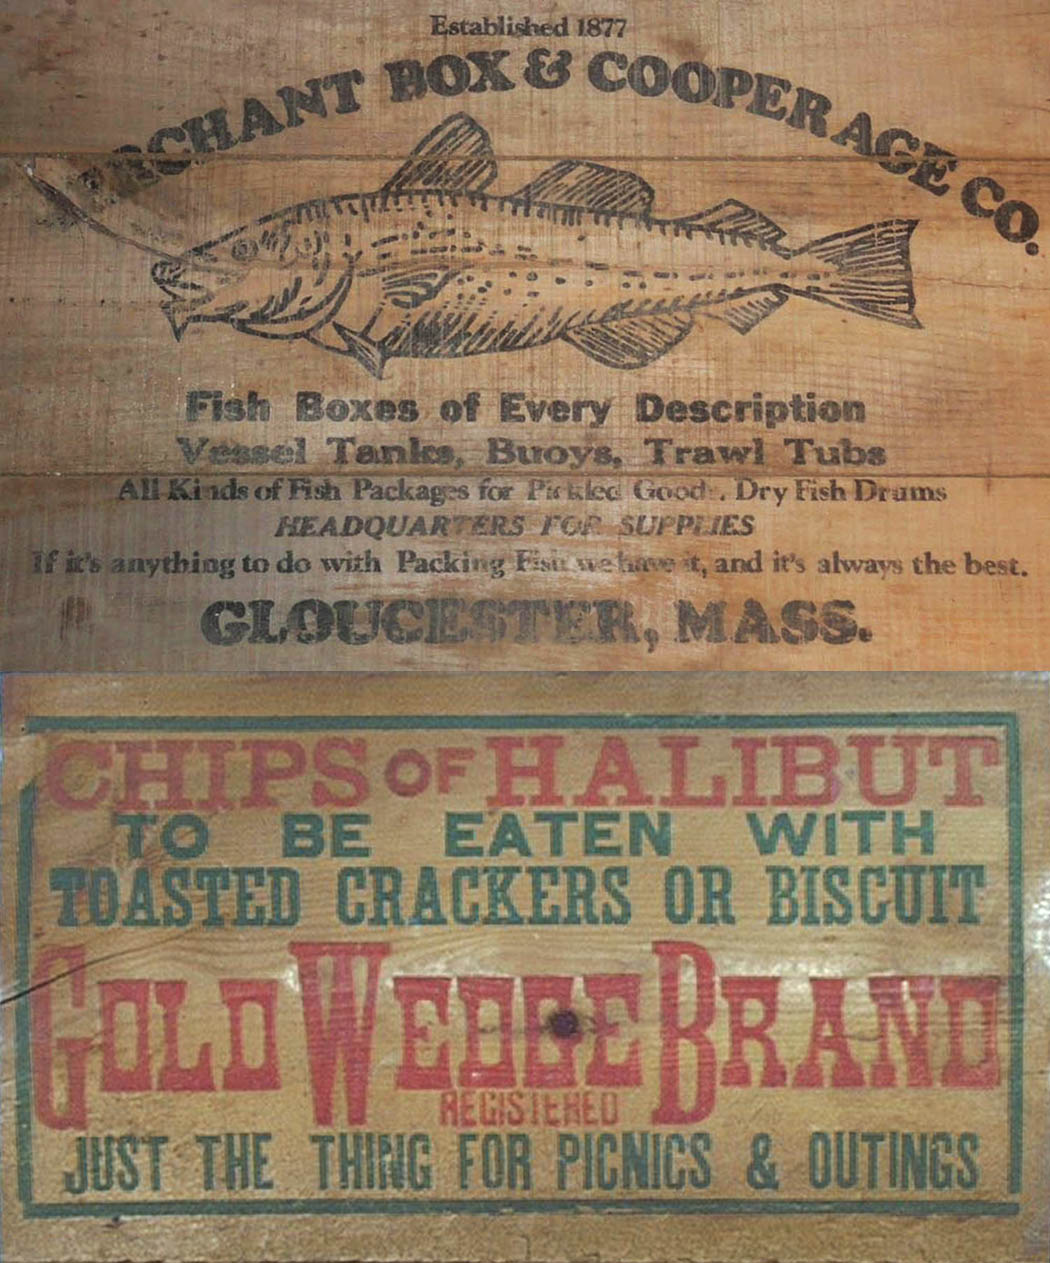 Established 1877
RCHANT BOX & COOPERAGE CO.
Fish Boxes of Every Description
Vessel Tanks, Buoys, Trawl Tubs
All Kinds of Fish Packages for Pickled Goods. Dry Fish Drums
HEADQUARTERS FOR SUPPLIES
If it's anything to do with Packing Fish we have it, and it's always the best.
GLOUCESTER, MASS.
CHIPS OF HALIBUT
TO BE EATEN WITH
TOASTED CRACKERS OR BISCUIT
GOLD WEDGE BRAND
REGISTERED
JUST THE THING FOR PICNICS & OUTINGS